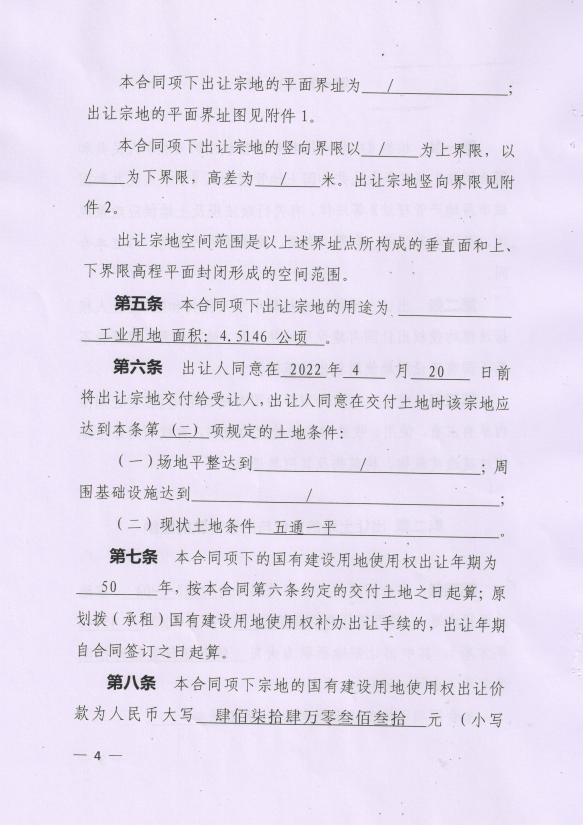 本合同项下出让宗地的平面界址为 / ;
出让宗地的平面界址图见附件1。
本合同项下出让宗地的竖向界限以 / 为上界限，以
/ 为下界限，高差为 / 米。出让宗地竖向界限见附
件2。
出让宗地空间范围是以上述界址点所构成的垂直面和上、
下界限高程平面封闭形成的空间范围。
第五条 本合同项下出让宗地的用途为
工业用地 面积：4.5146 公顷 。
第六条 出让人同意在 2022 年 4 月 20 日前
将出让宗地交付给受让人，出让人同意在交付土地时该宗地应
达到本条第 (二) 项规定的土地条件：
(一)场地平整达到 / ；周
围基础设施达到 / ；
(二)现状土地条件 五通一平 。
第七条 本合同项下的国有建设用地使用权出让年期为
50 年，按本合同第六条约定的交付土地之日起算；原
划拨(承租)国有建设用地使用权补办出让手续的，出让年期
自合同签订之日起算。
第八条 本合同项下宗地的国有建设用地使用权出让价
款为人民币大写 肆佰柒拾肆万零叁佰叁拾 元 (小写
— 4 —